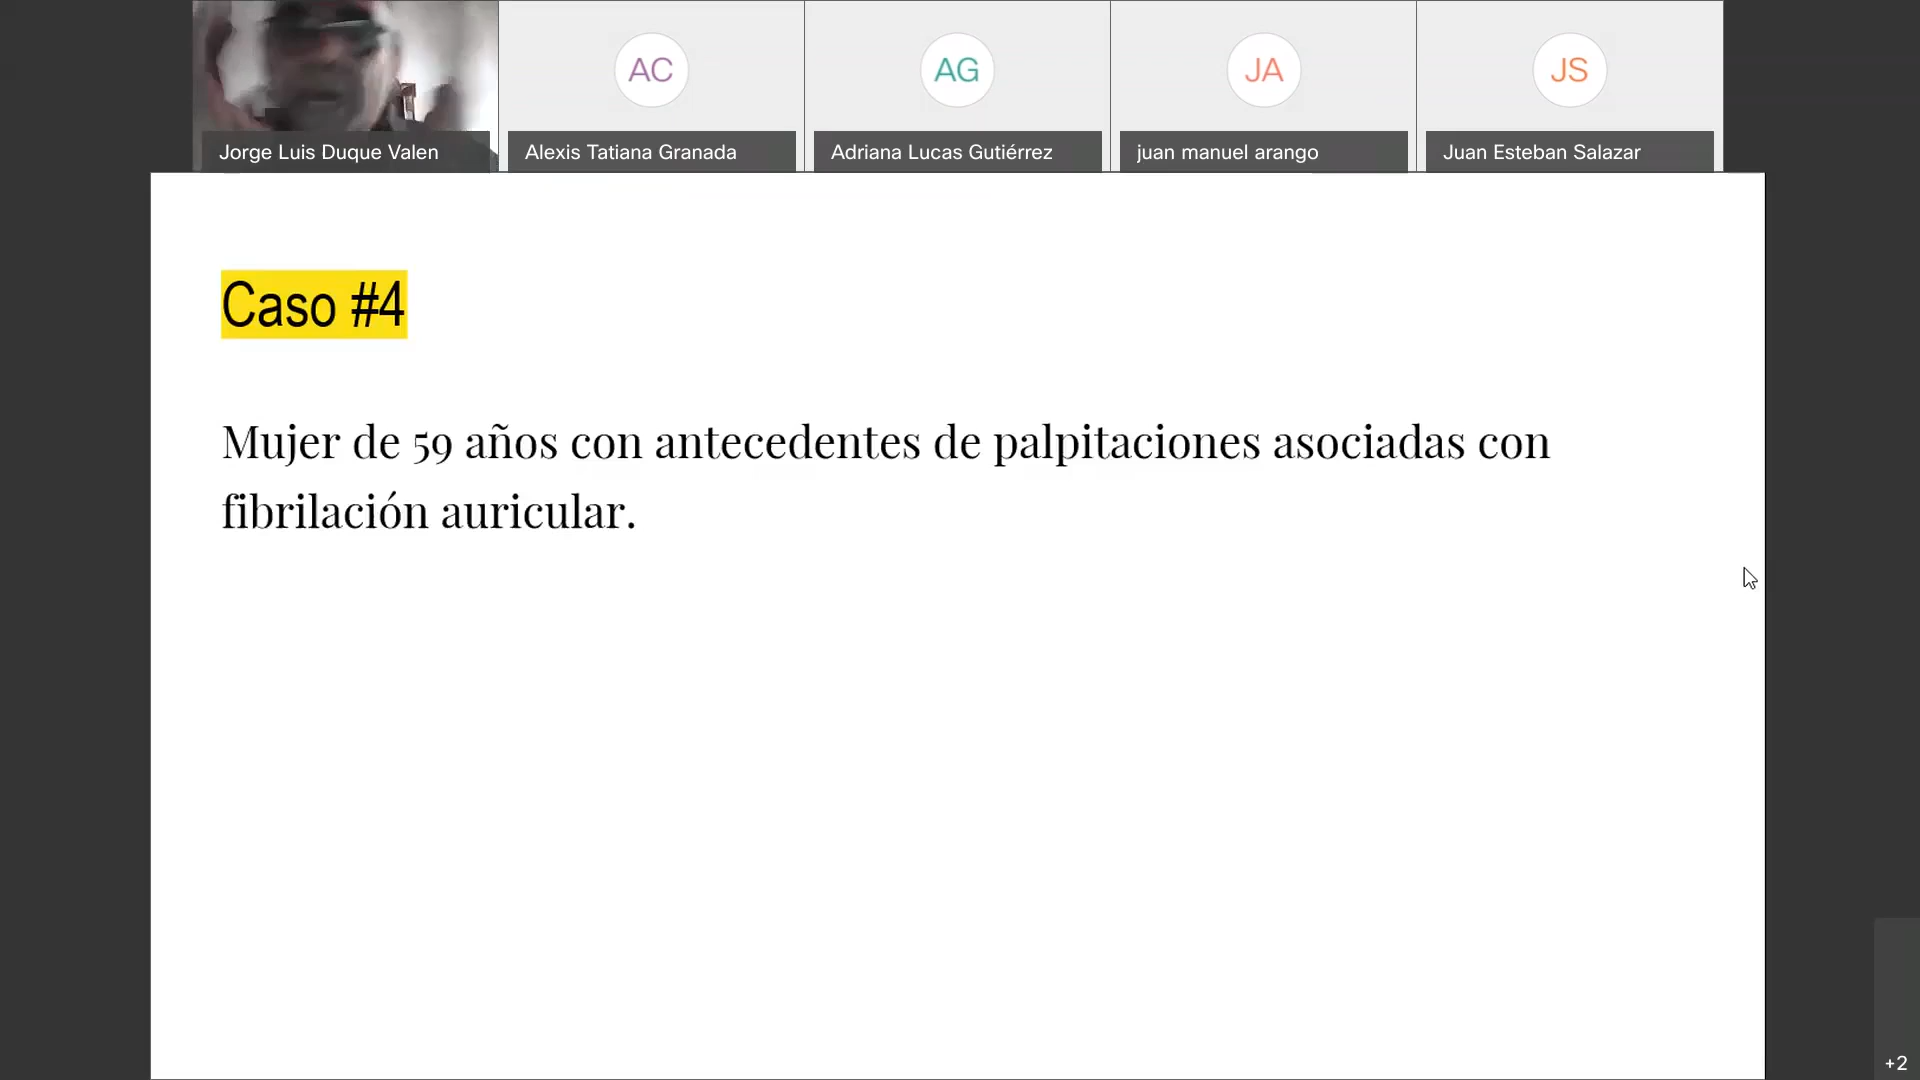 AC
AG
JA
JS
Jorge Luis Duque Valen
Alexis Tatiana Granada
Adriana Lucas Gutiérrez
juan manuel arango
Juan Esteban Salazar
Caso #4
Mujer de 59 años con antecedentes de palpitaciones asociadas con
fibrilación auricular.
+2